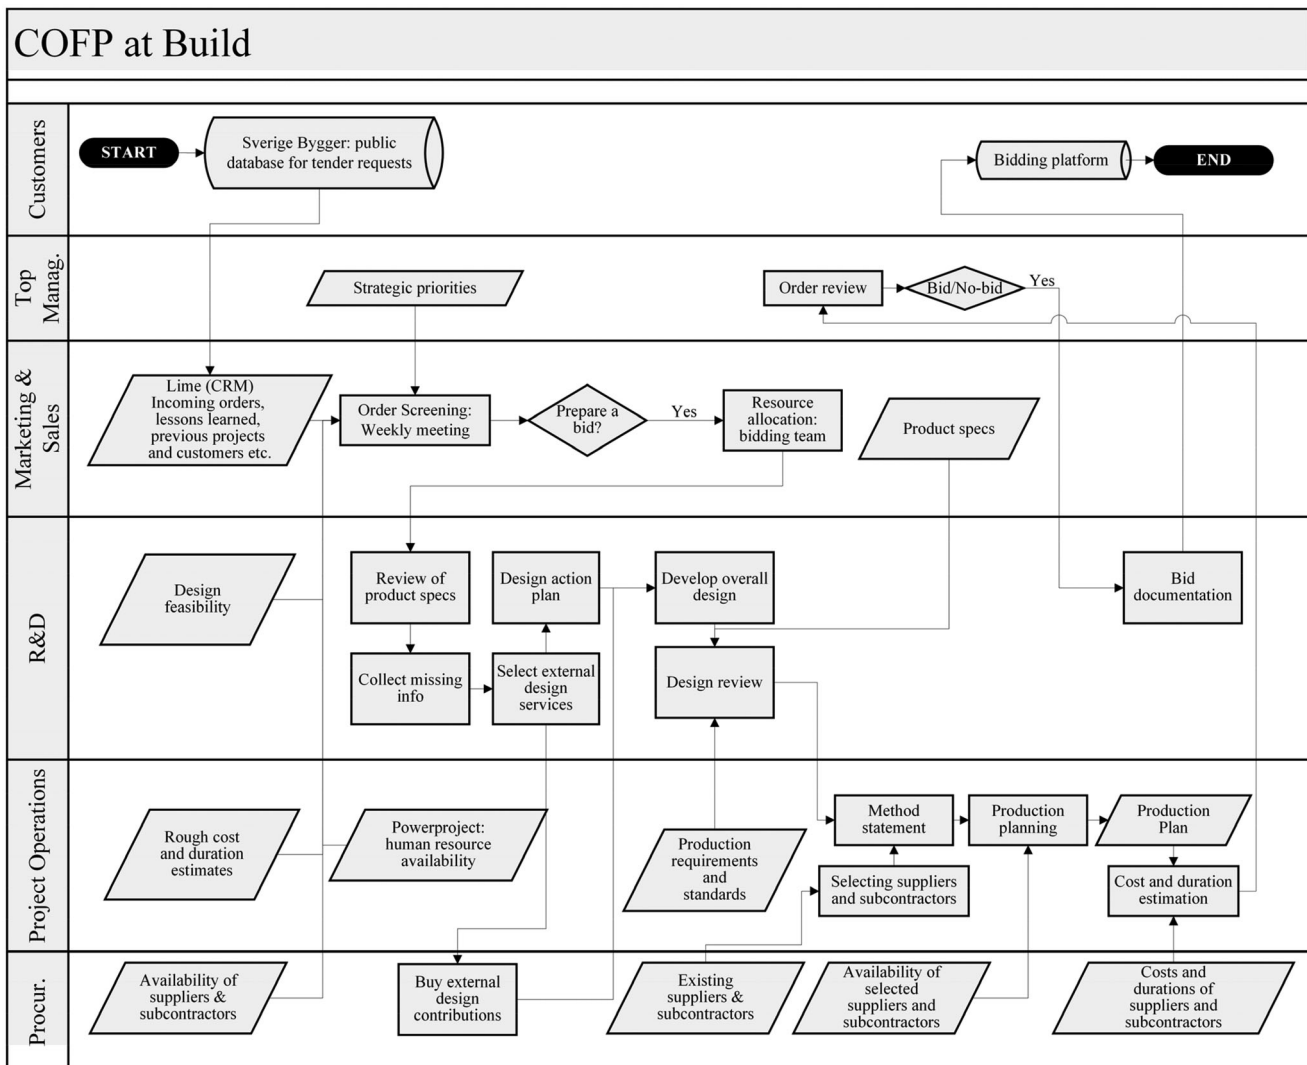 COFP at Build
Customers
START
Sverige Bygger: public
database for tender requests
Bidding platform
END
Top
Manag.
Strategic priorities
Order review
Bid/No-bid
Yes
Marketing &
Sales
Lime (CRM)
Incoming orders,
lessons learned,
previous projects
and customers etc.
Order Screening:
Weekly meeting
Prepare a
bid?
Yes
Resource
allocation:
bidding team
Product specs
R&D
Design
feasibility
Review of
product specs
Design action
plan
Develop overall
design
Bid
documentation
Collect missing
info
Select external
design
services
Design review
Project Operations
Rough cost
and duration
estimates
Powerproject:
human resource
availability
Production
requirements
and
standards
Method
statement
Production
planning
Production
Plan
Selecting suppliers
and subcontractors
Cost and duration
estimation
Procur.
Availability of
suppliers &
subcontractors
Buy external
design
contributions
Existing
suppliers &
subcontractors
Availability of
selected
suppliers and
subcontractors
Costs and
durations of
suppliers and
subcontractors